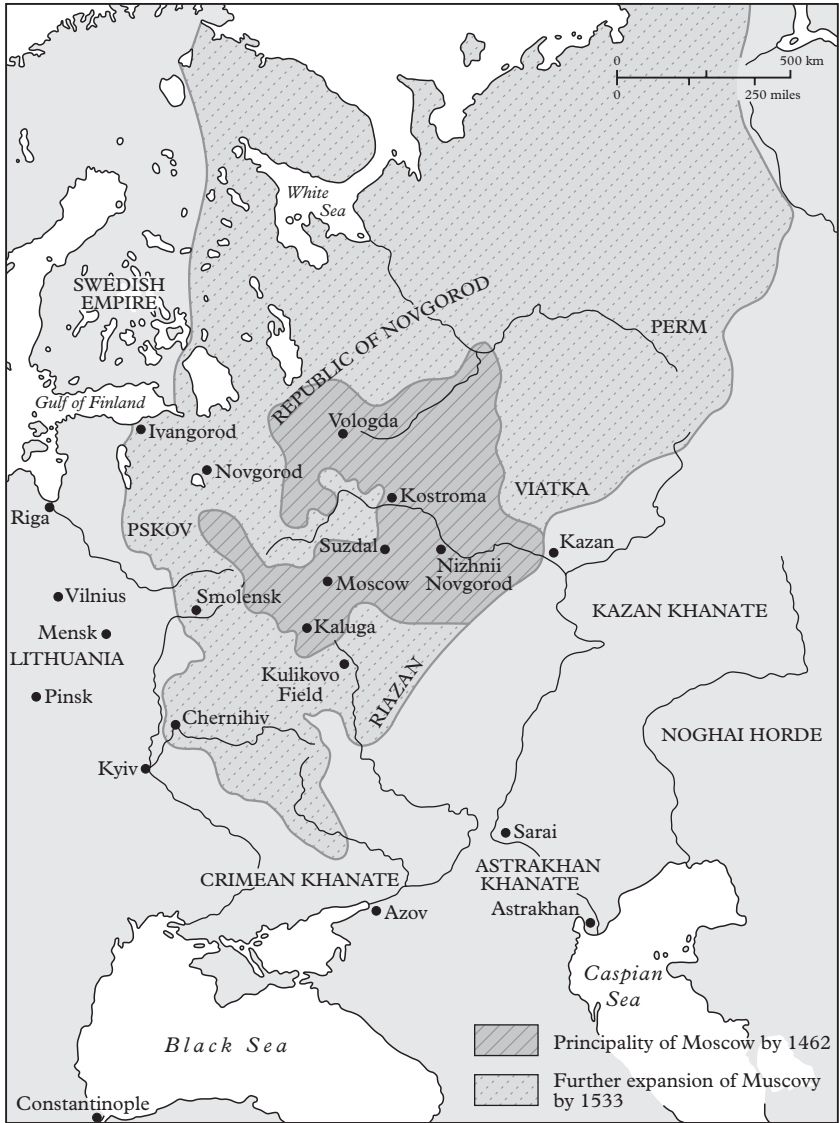 0 500 km
0 250 miles
White
Sea
SWEDISH
EMPIRE
REPUBLIC OF NOVGOROD
PERM
Gulf of Finland
Ivangorod
Vologda
Novgorod
Kostroma
VIATKA
Riga
PSKOV
Suzdal
Nizhnii
Novgorod
Kazan
Moscow
Vilnius
Smolensk
KAZAN KHANATE
Mensk
Kaluga
LITHUANIA
Kulikovo
Field
RIAZAN
Pinsk
Chernihiv
NOGHAI HORDE
Kyiv
Sarai
CRIMEAN KHANATE
ASTRAKHAN
KHANATE
Azov
Astrakhan
Caspian
Sea
Black Sea
Principality of Moscow by 1462
Further expansion of Muscovy
by 1533
Constantinople